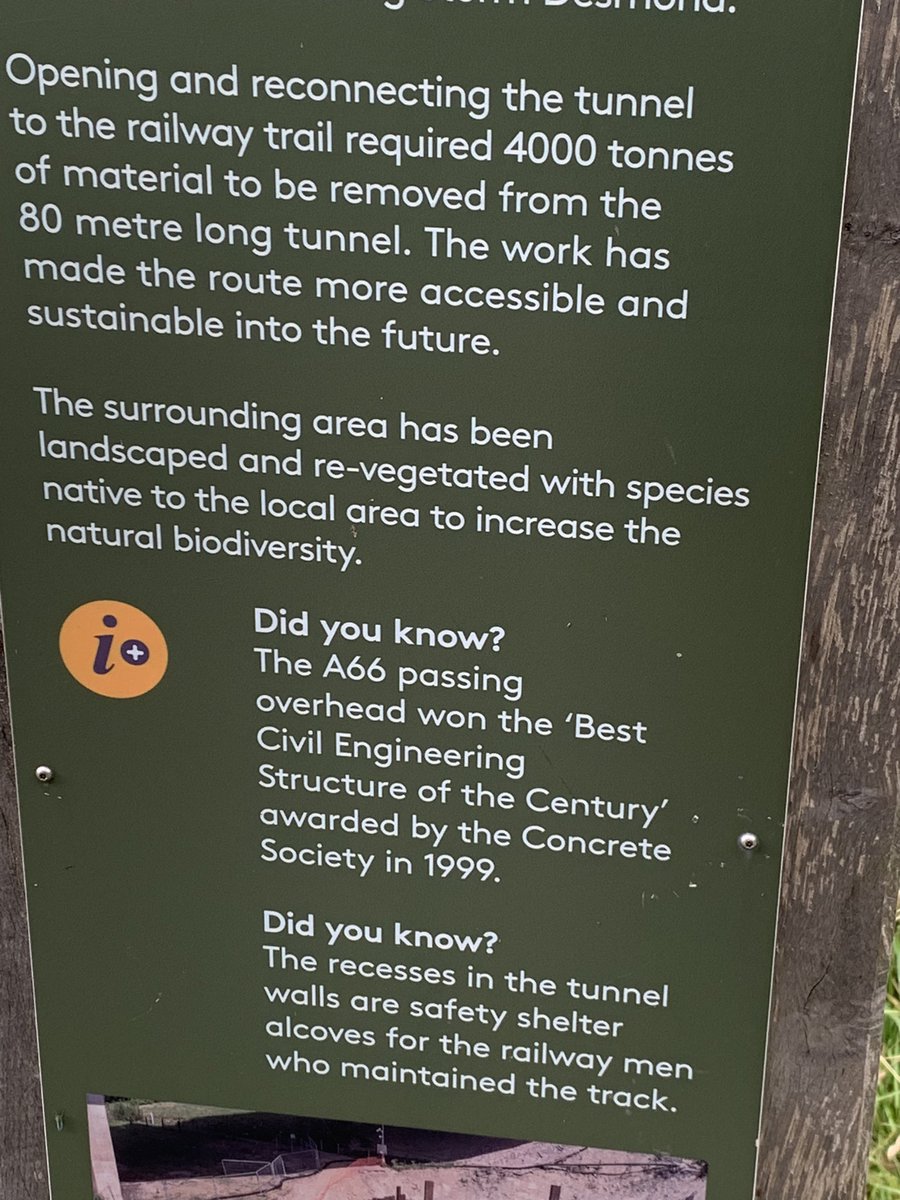 Desmond.
Opening and reconnecting the tunnel
to the railway trail required 4000 tonnes
of material to be removed from the
80 metre long tunnel. The work has
made the route more accessible and
sustainable into the future.
The surrounding area has been
landscaped and re-vegetated with species
native to the local area to increase the
natural biodiversity.
i+
Did you know?
The A66 passing
overhead won the ‘Best
Civil Engineering
Structure of the Century’
awarded by the Concrete
Society in 1999.
Did you know?
The recesses in the tunnel
walls are safety shelter
alcoves for the railway men
who maintained the track.